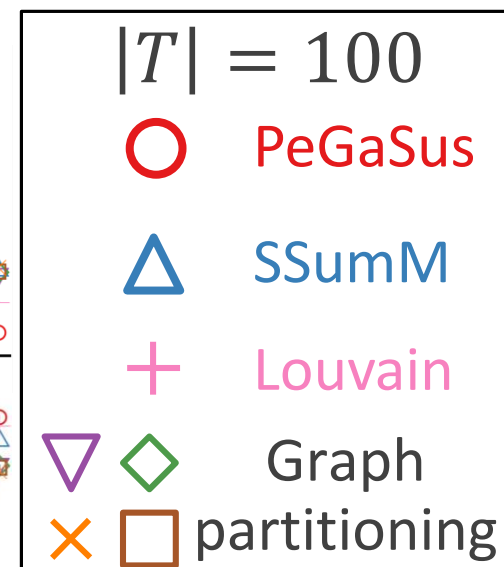 |T| = 100
PeGaSus
SSumM
Louvain
Graph
partitioning